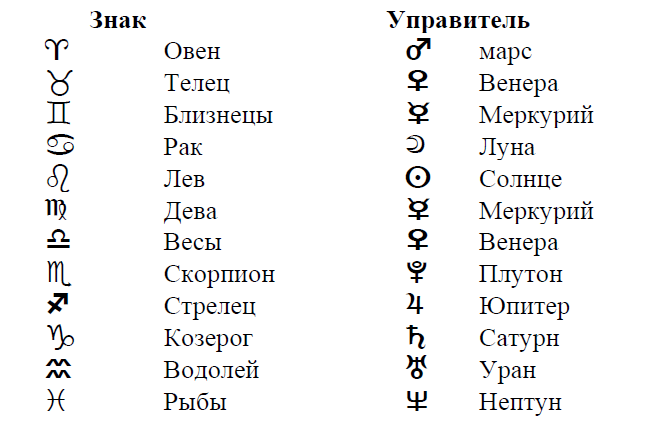 Знак Управитель
♈ Овен ♂ марс
♉ Телец ♀ Венера
♊ Близнецы ☿ Меркурий
♋ Рак ☽ Луна
♌ Лев ☉ Солнце
♍ Дева ☿ Меркурий
♎ Весы ♀ Венера
♏ Скорпион ♇ Плутон
♐ Стрелец ♃ Юпитер
♑ Козерог ♄ Сатурн
♒ Водолей ♅ Уран
♓ Рыбы ♆ Нептун